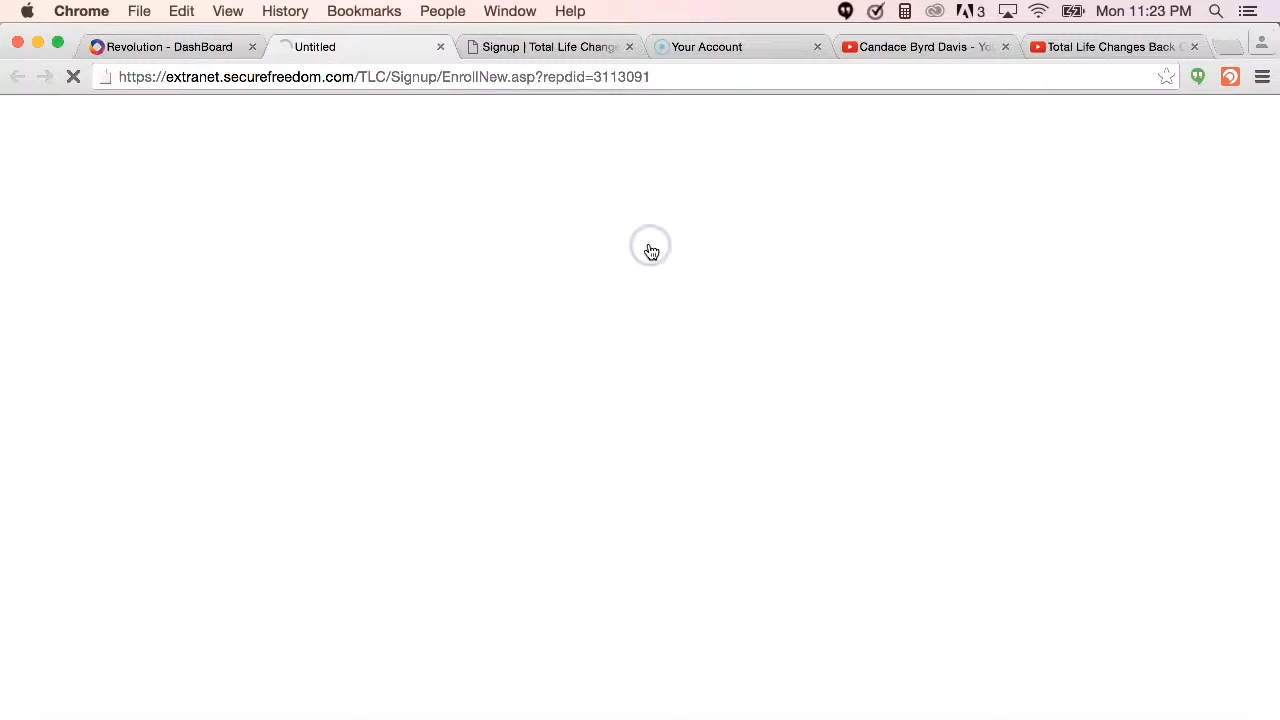 Chrome File Edit View History Bookmarks People Window Help 3 Mon 11:23 PM
Revolution - DashBoard Untitled Signup | Total Life Chang Your Account Candace Byrd Davis - Yo Total Life Changes Back
https://extranet.securefreedom.com/TLC/Signup/EnrollNew.asp?repdid=3113091